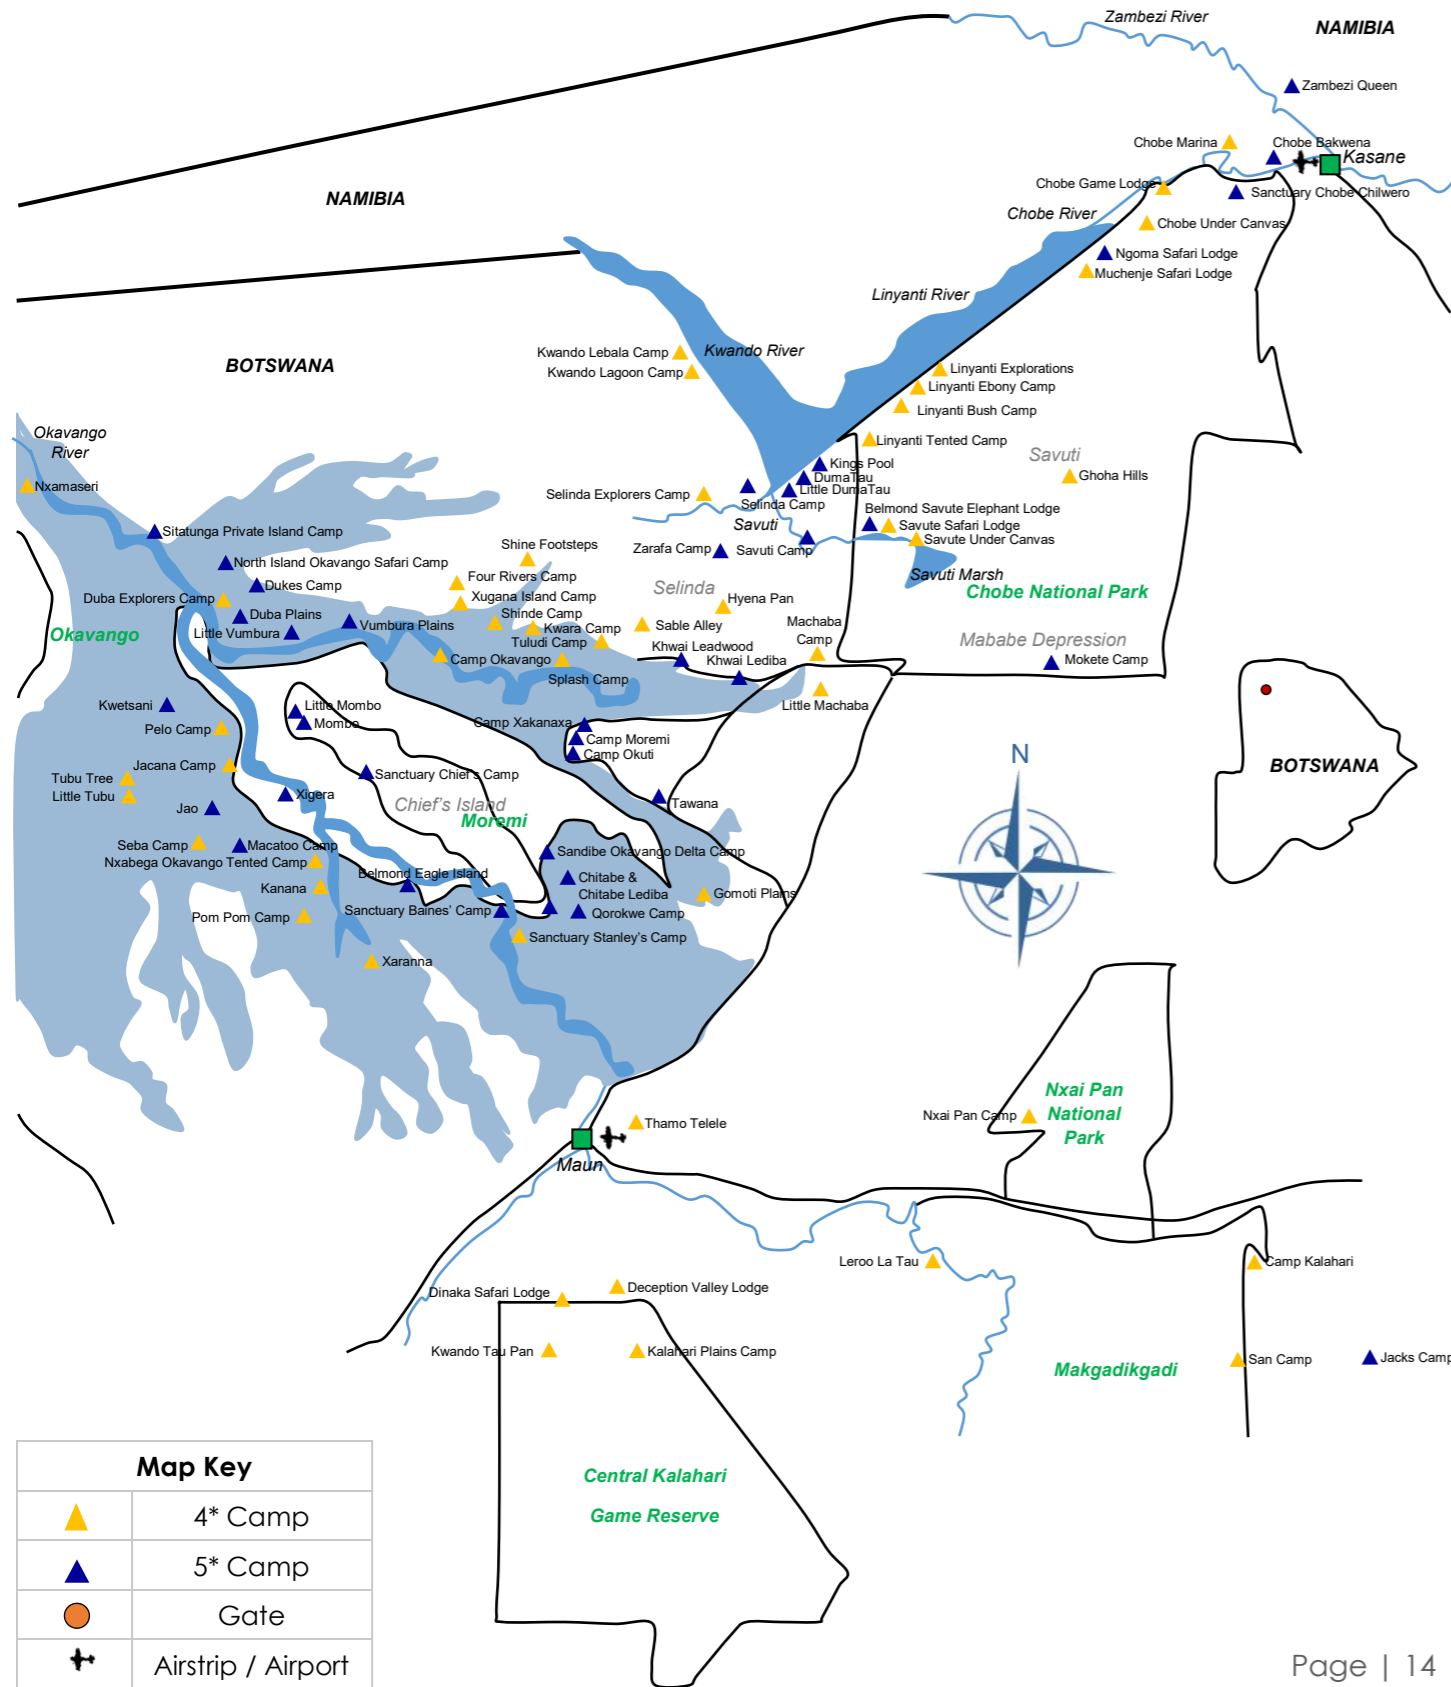 Zambezi River
NAMIBIA
Zambezi Queen
Chobe Marina
Chobe Bakwena
Kasane
Chobe Game Lodge
Sanctuary Chobe Chilwero
NAMIBIA
Chobe River
Chobe Under Canvas
Ngoma Safari Lodge
Muchenje Safari Lodge
Linyanti River
Kwando Lebala Camp
Kwando River
Kwando Lagoon Camp
BOTSWANA
Linyanti Explorations
Linyanti Ebony Camp
Linyanti Bush Camp
Okavango
River
Linyanti Tented Camp
Savuti
Kings Pool
Ghoha Hills
DumaTau
Nxamaseri
Little DumaTau
Selinda Explorers Camp
Selinda Camp
Belmond Savute Elephant Lodge
Savuti
Savute Safari Lodge
Sitatunga Private Island Camp
Savute Under Canvas
Shine Footsteps
Zarafa Camp
Savuti Camp
North Island Okavango Safari Camp
Savuti Marsh
Four Rivers Camp
Dukes Camp
Selinda
Chobe National Park
Xugana Island Camp
Duba Explorers Camp
Hyena Pan
Duba Plains
Shinde Camp
Okavango
Little Vumbura
Vumbura Plains
Kwara Camp
Sable Alley
Machaba
Camp
Mababe Depression
Tuludi Camp
Khwai Leadwood
Camp Okavango
Khwai Lediba
Mokete Camp
Splash Camp
Kwetsani
Little Mombo
Little Machaba
Mombo
Camp Xakanaxa
Pelo Camp
Camp Moremi
Camp Okuti
N
Jacana Camp
Sanctuary Chief's Camp
BOTSWANA
Tubu Tree
Little Tubu
Xigera
Chief's Island
Tawana
Jao
Moremi
Seba Camp
Macatoo Camp
Sandibe Okavango Delta Camp
Nxabega Okavango Tented Camp
Belmond Eagle Island
Chitabe &
Chitabe Lediba
Kanana
Gomoti Plains
Pom Pom Camp
Sanctuary Baines' Camp
Qorokwe Camp
Sanctuary Stanley's Camp
Xaranna
Nxai Pan
National
Park
Nxai Pan Camp
Thamo Telele
Maun
Leroo La Tau
Camp Kalahari
Deception Valley Lodge
Dinaka Safari Lodge
Kwando Tau Pan
Kalahari Plains Camp
San Camp
Jacks Camp
Makgadikgadi
Central Kalahari
Game Reserve
Map Key
4* Camp
5* Camp
Gate
Airstrip / Airport
Page | 14